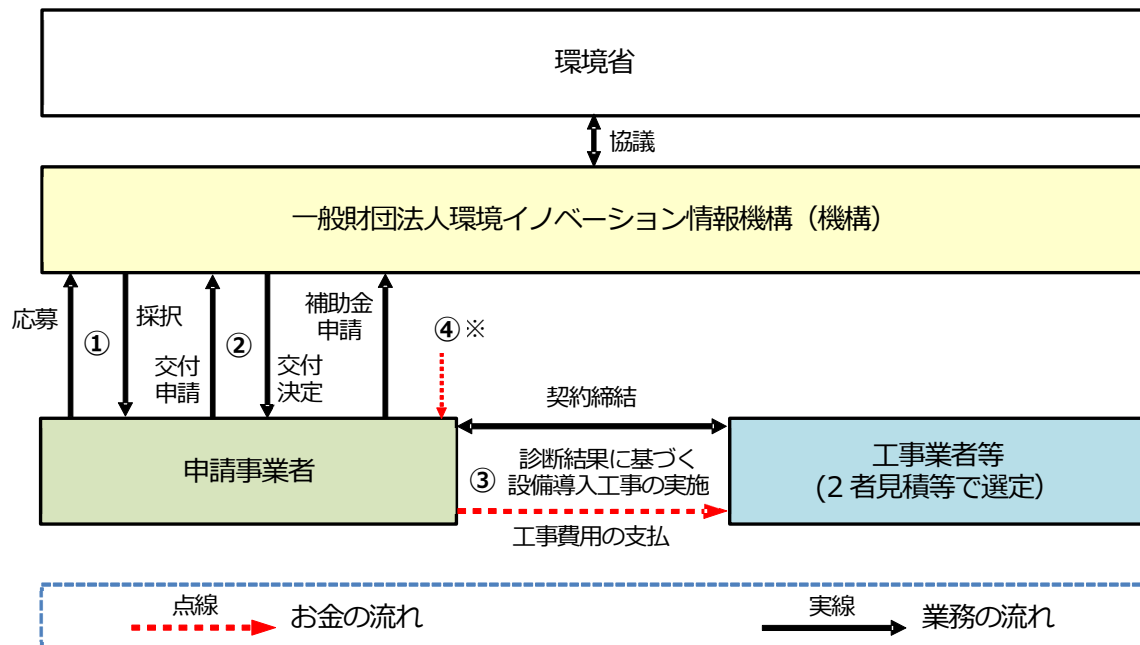 環境省
協議
一般財団法人環境イノベーション情報機構（機構）
応募
①
採択
交付
申請
②
交付
決定
補助金
申請
④※
契約締結
申請事業者
③
診断結果に基づく
設備導入工事の実施
工事費用の支払
工事業者等
(2 者見積等で選定）
点線
お金の流れ
実線
業務の流れ